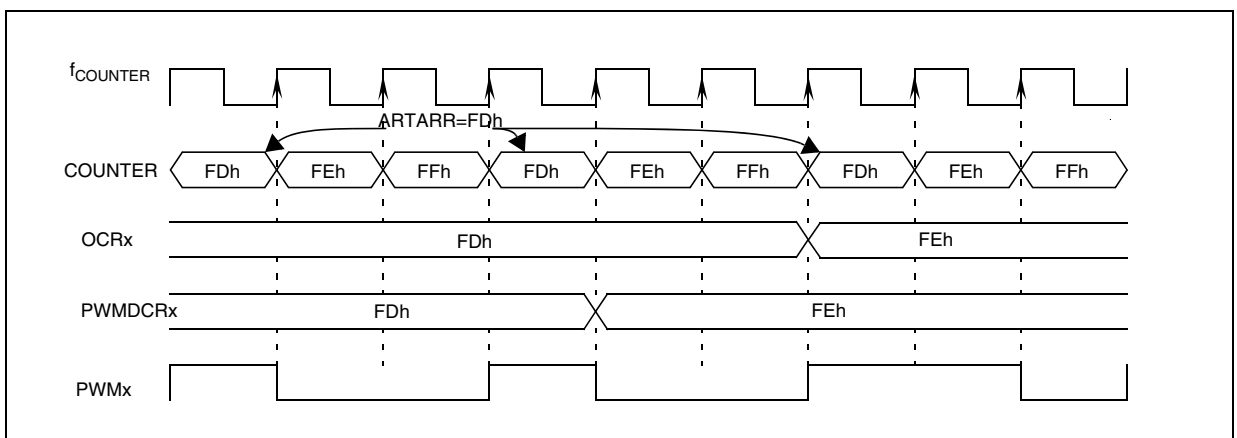 fCOUNTER
ARTARR=FDh
COUNTER FDh FEh FFh FDh FEh FFh FDh FEh FFh
OCRx FDh FEh
PWMDCRx FDh FEh
PWMx